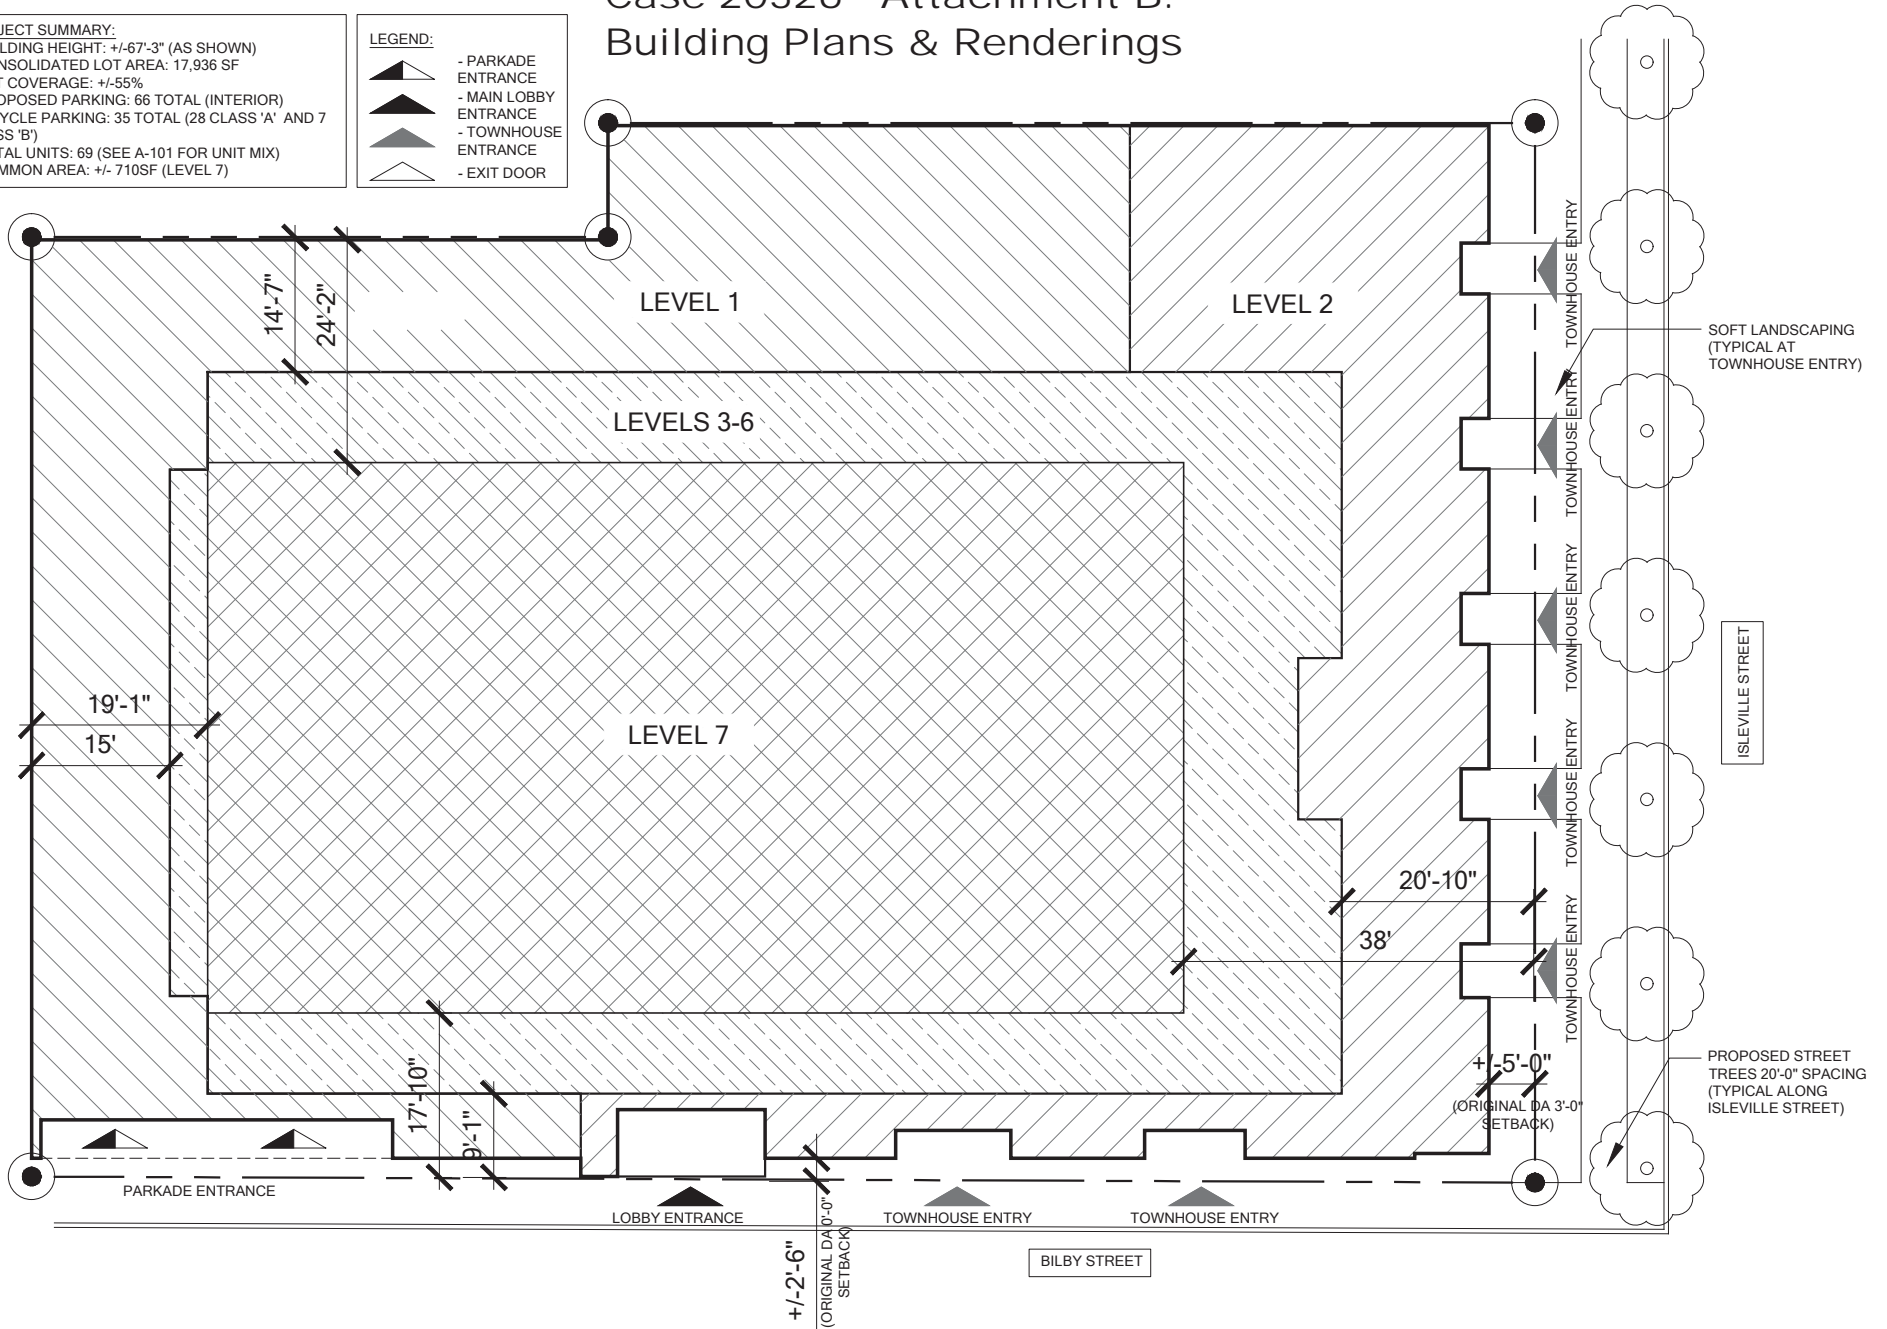 Building Plans & Renderings
JECT SUMMARY:
LDING HEIGHT: +/-67'-3" (AS SHOWN)
NSOLIDATED LOT AREA: 17,936 SF
T COVERAGE: +/-55%
OPOSED PARKING: 66 TOTAL (INTERIOR)
YCLE PARKING: 35 TOTAL (28 CLASS 'A' AND 7
SS 'B')
TAL UNITS: 69 (SEE A-101 FOR UNIT MIX)
MMON AREA: +/- 710SF (LEVEL 7)
LEGEND:
- PARKADE
ENTRANCE
- MAIN LOBBY
ENTRANCE
- TOWNHOUSE
ENTRANCE
- EXIT DOOR
14'-7"
24'-2"
LEVEL 1
LEVEL 2
LEVELS 3-6
LEVEL 7
19'-1"
15'
20'-10"
38'
17'-10"
9'-1"
+/-5'-0"
(ORIGINAL DA 3'-0"
SETBACK)
TOWNHOUSE ENTRY
TOWNHOUSE ENTRY
TOWNHOUSE ENTRY
TOWNHOUSE ENTRY
TOWNHOUSE ENTRY
SOFT LANDSCAPING
(TYPICAL AT
TOWNHOUSE ENTRY)
ISLEVILLE STREET
PROPOSED STREET
TREES 20'-0" SPACING
(TYPICAL ALONG
ISLEVILLE STREET)
PARKADE ENTRANCE
LOBBY ENTRANCE
TOWNHOUSE ENTRY
TOWNHOUSE ENTRY
+/-2'-6"
(ORIGINAL DA 0'-0"
SETBACK)
BILBY STREET